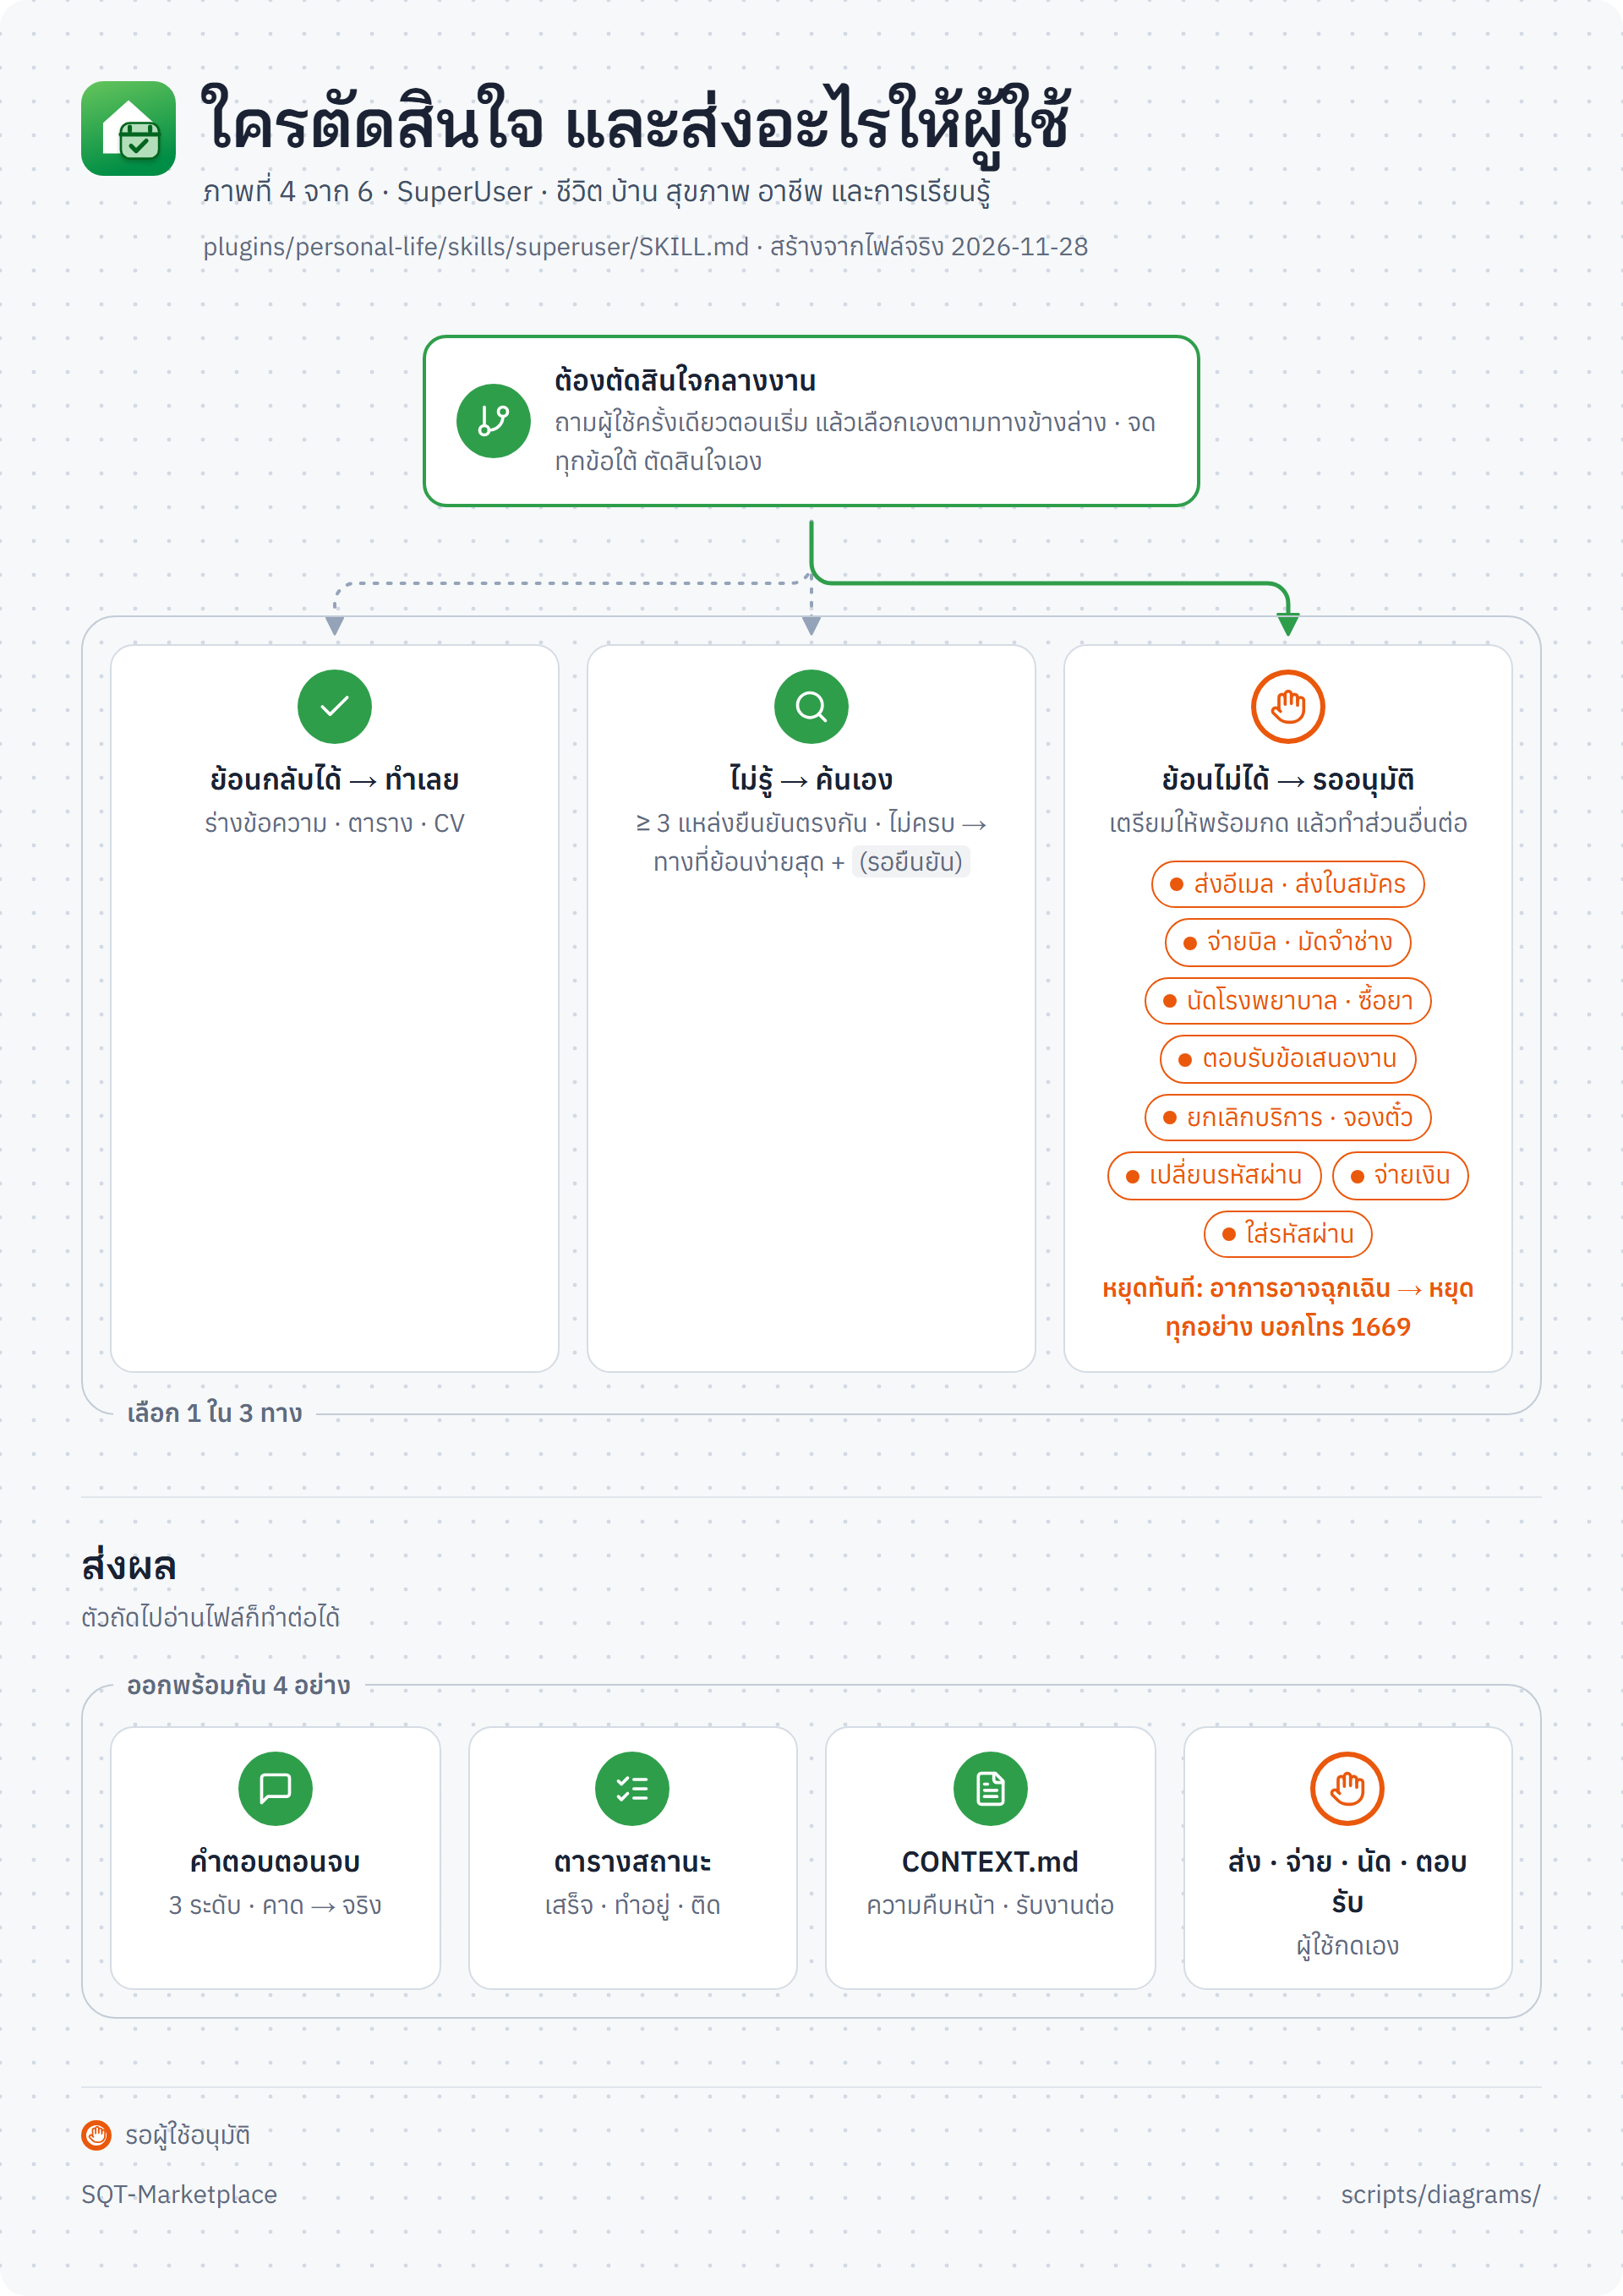 ใครตัดสินใจ และส่งอะไรให้ผู้ใช้
ภาพที่ 4 จาก 6 · SuperUser · ชีวิต บ้าน สุขภาพ อาชีพ และการเรียนรู้
plugins/personal-life/skills/superuser/SKILL.md · สร้างจากไฟล์จริง 2026-11-28
ต้องตัดสินใจกลางงาน
ถามผู้ใช้ครั้งเดียวตอนเริ่ม แล้วเลือกเองตามทางข้างล่าง · จด
ทุกข้อใต้ ตัดสินใจเอง
ย้อนกลับได้ → ทำเลย
ร่างข้อความ · ตาราง · CV
ไม่รู้ → ค้นเอง
≥ 3 แหล่งยืนยันตรงกัน · ไม่ครบ →
ทางที่ย้อนง่ายสุด + (รอยืนยัน)
ย้อนไม่ได้ → รออนุมัติ
เตรียมให้พร้อมกด แล้วทำส่วนอื่นต่อ
ส่งอีเมล · ส่งใบสมัคร
จ่ายบิล · มัดจำช่าง
นัดโรงพยาบาล · ซื้อยา
ตอบรับข้อเสนองาน
ยกเลิกบริการ · จองตั๋ว
เปลี่ยนรหัสผ่าน
จ่ายเงิน
ใส่รหัสผ่าน
หยุดทันที: อาการอาจฉุกเฉิน → หยุด
ทุกอย่าง บอกโทร 1669
เลือก 1 ใน 3 ทาง
ส่งผล
ตัวถัดไปอ่านไฟล์ก็ทำต่อได้
ออกพร้อมกัน 4 อย่าง
คำตอบตอนจบ
3 ระดับ · คาด → จริง
ตารางสถานะ
เสร็จ · ทำอยู่ · ติด
CONTEXT.md
ความคืบหน้า · รับงานต่อ
ส่ง · จ่าย · นัด · ตอบ
รับ
ผู้ใช้กดเอง
รอผู้ใช้อนุมัติ
SQT-Marketplace
scripts/diagrams/